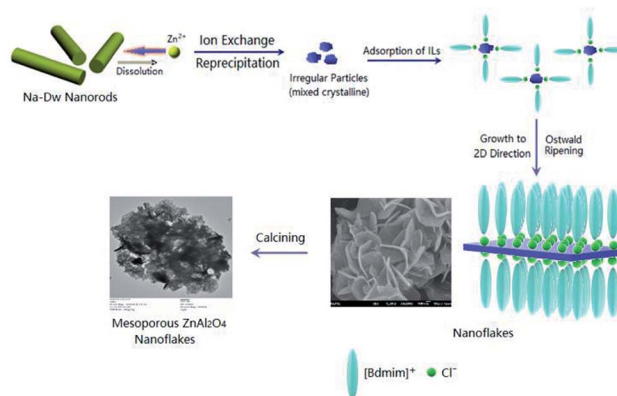 Zn²⁺
Dissolution
Na-Dw Nanorods
Ion Exchange
Reprecipitation
Irregular Particles
(mixed crystalline)
Adsorption of ILs
Growth to
2D Direction
Ostwald
Ripening
Calcining
Mesoporous ZnAl2O4
Nanoflakes
Nanoflakes
[Bdmim]⁺
Cl⁻